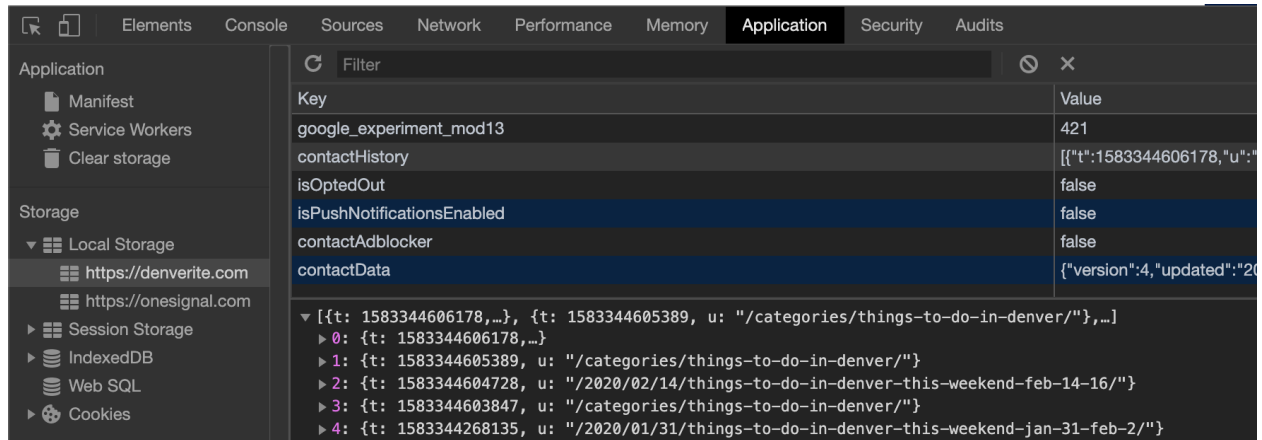 Elements Console Sources Network Performance Memory Application Security Audits
Application
Manifest
Service Workers
Clear storage
Storage
Local Storage
https://denverite.com
https://onesignal.com
Session Storage
IndexedDB
Web SQL
Cookies
Filter
Key Value
google_experiment_mod13 421
contactHistory [{"t":1583344606178,"u":"
isOptedOut false
isPushNotificationsEnabled false
contactAdblocker false
contactData {"version":4,"updated":"20
[{t: 1583344606178,…}, {t: 1583344605389, u: "/categories/things-to-do-in-denver/"},…]
0: {t: 1583344606178,…}
1: {t: 1583344605389, u: "/categories/things-to-do-in-denver/"}
2: {t: 1583344604728, u: "/2020/02/14/things-to-do-in-denver-this-weekend-feb-14-16/"}
3: {t: 1583344603847, u: "/categories/things-to-do-in-denver/"}
4: {t: 1583344268135, u: "/2020/01/31/things-to-do-in-denver-this-weekend-jan-31-feb-2/"}